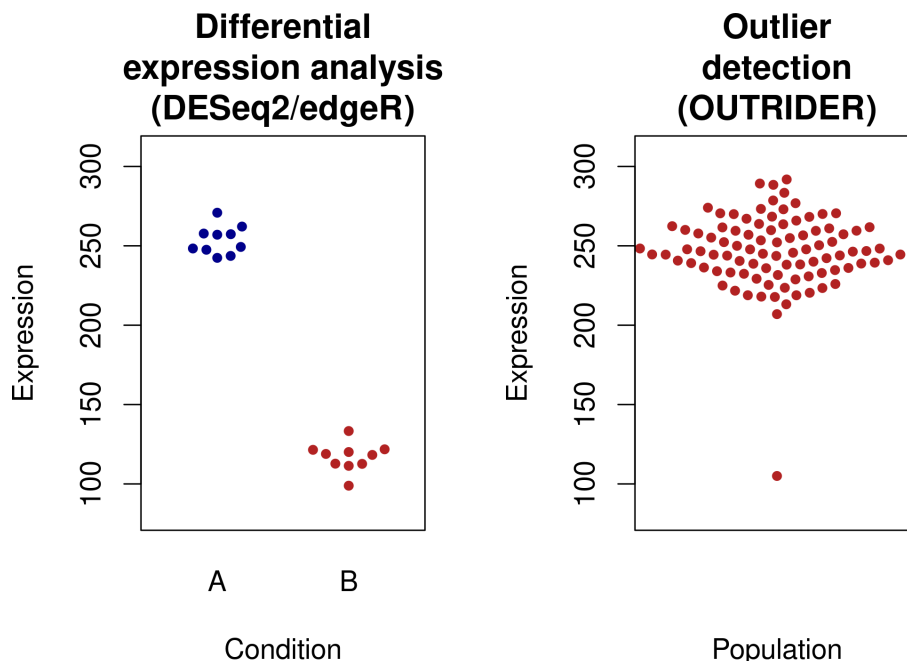 Differential
expression analysis
(DESeq2/edgeR)
Expression
300
250
200
150
100
A B
Condition
Outlier
detection
(OUTRIDER)
Expression
300
250
200
150
100
Population